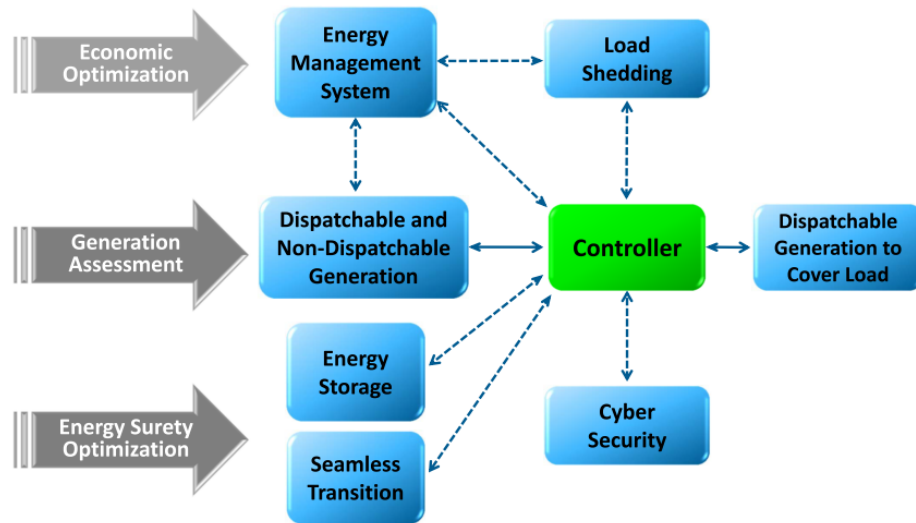 Economic
Optimization
Energy
Management
System
Load
Shedding
Generation
Assessment
Dispatchable and
Non-Dispatchable
Generation
Controller
Dispatchable
Generation to
Cover Load
Energy Surety
Optimization
Energy
Storage
Seamless
Transition
Cyber
Security